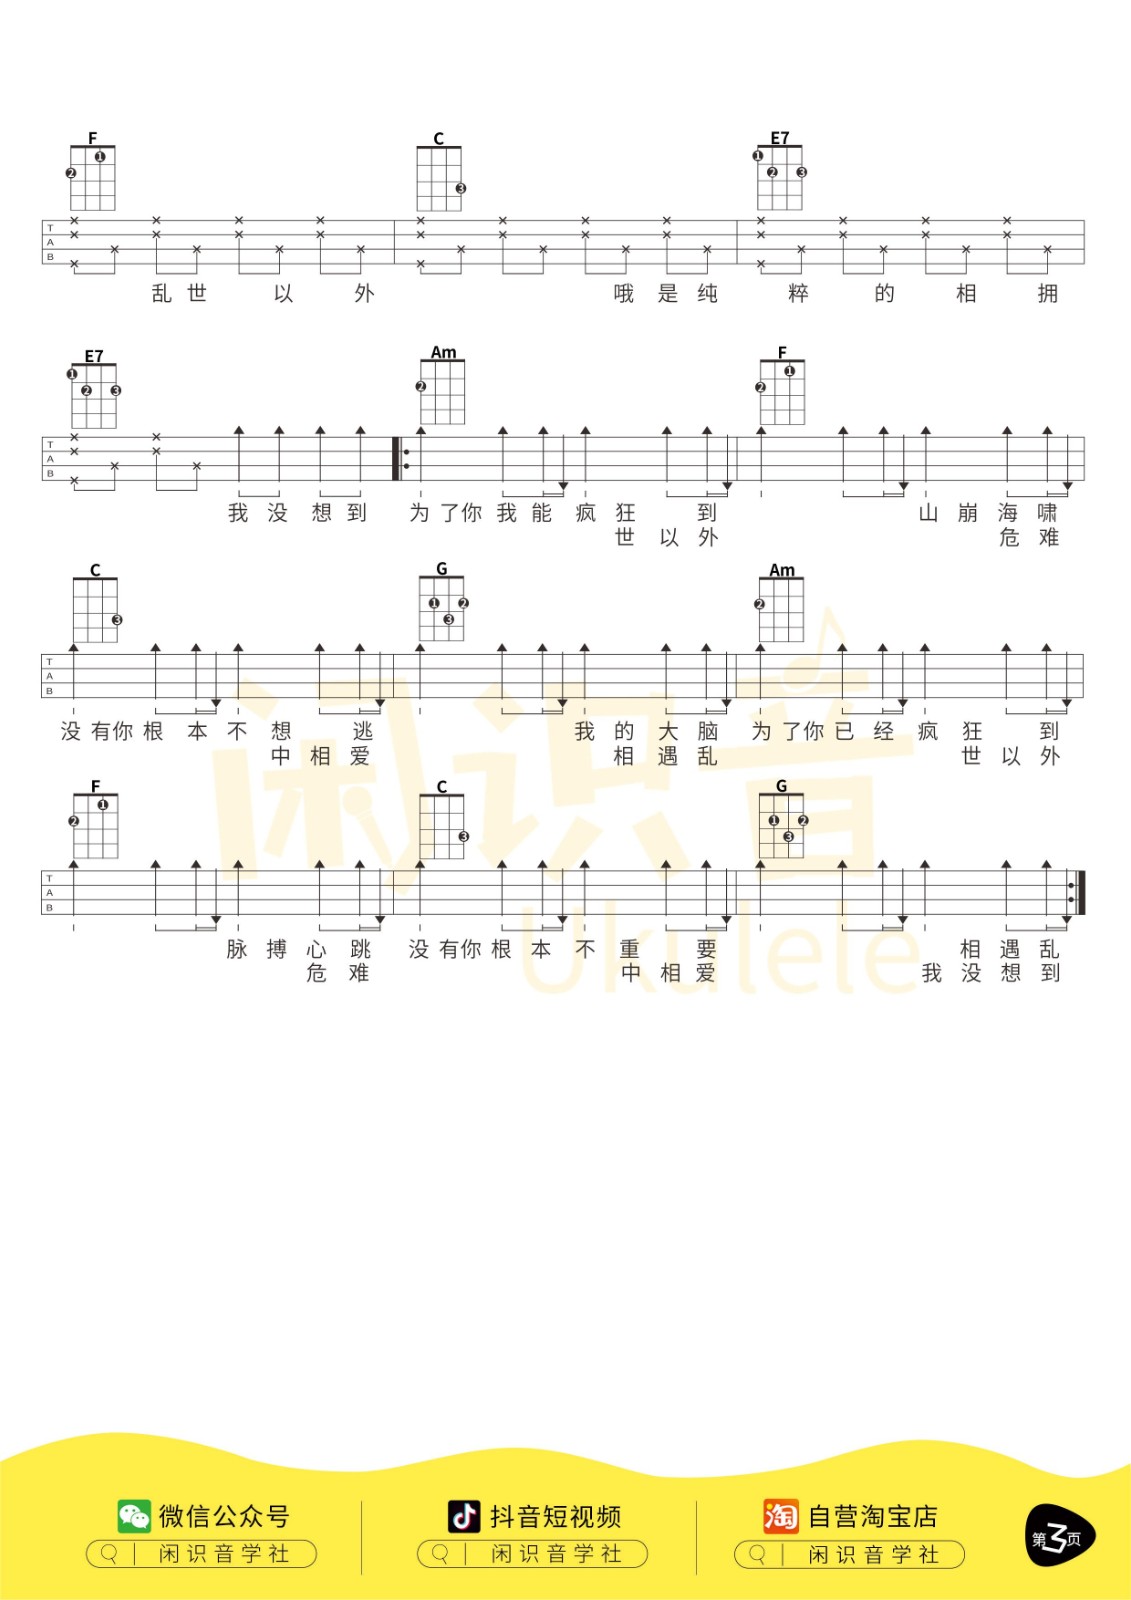 F C E7
T
A
B
乱 世 以 外 哦 是 纯 粹 的 相 拥
E7 Am F
T
A
B
我 没 想 到 为 了你 我 能 疯 狂 到 山 崩 海 啸
世 以 外 危 难
C G Am
T
A
B
没 有你 根 本 不 想 逃 我 的 大 脑 为 了你 已 经 疯 狂 到
中 相 爱 相 遇 乱 世 以 外
F C G
T
A
B
脉 搏 心 跳 没 有你 根 本 不 重 要 相 遇 乱
危 难 中 相 爱 我 没 想 到
闲识音
Ukulele
微信公众号 抖音短视频 自营淘宝店
闲识音学社 闲识音学社 闲识音学社
淘
第3页